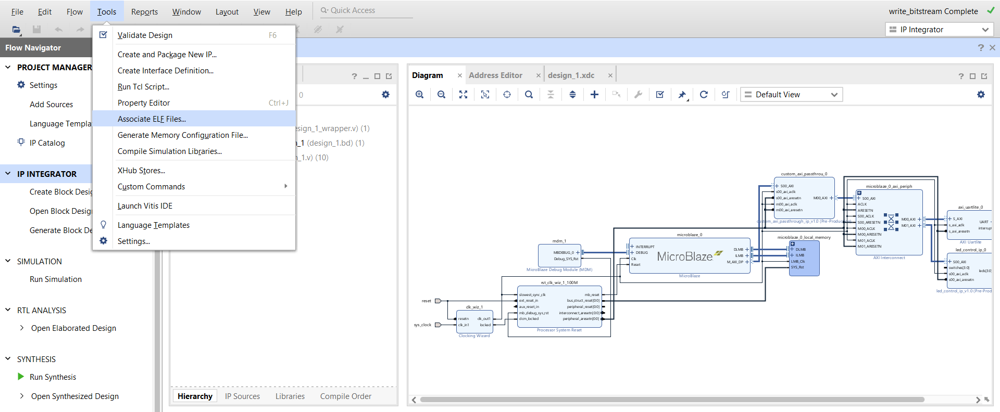 File Edit Flow Tools Reports Window Layout View Help Quick Access write_bitstream Complete
IP Integrator
Flow Navigator
PROJECT MANAGER
Settings
Add Sources
Language Templa
IP Catalog
IP INTEGRATOR
Create Block Desig
Open Block Desig
Generate Block De
SIMULATION
Run Simulation
RTL ANALYSIS
Open Elaborated Design
SYNTHESIS
Run Synthesis
Open Synthesized Design
Validate Design F6
Create and Package New IP...
Create Interface Definition...
Run Tcl Script...
Property Editor Ctrl+J
Associate ELF Files...
Generate Memory Configuration File...
Compile Simulation Libraries...
XHub Stores...
Custom Commands
Launch Vitis IDE
Language Templates
Settings...
0
esign_1_wrapper.v) (1)
n_1 (design_1.bd) (1)
n_1.v) (10)
Hierarchy IP Sources Libraries Compile Order
Diagram Address Editor design_1.xdc
Default View
reset
sys_clock
clk_wiz_1
resetn clk_out1
clk_in1 locked
Clocking Wizard
rst_clk_wiz_1_100M
slowest_sync_clk mb_reset
ext_reset_in bus_struct_reset[0:0]
aux_reset_in peripheral_reset[0:0]
mb_debug_sys_rst interconnect_aresetn[0:0]
dcm_locked peripheral_aresetn[0:0]
Processor System Reset
mdm_1
MBDEBUG_0
Debug_SYS_Rst
MicroBlaze Debug Module (MDM)
microblaze_0
INTERRUPT
DEBUG DLMB
Clk ILMB
Reset M_AXI_DP
MicroBlaze
MicroBlaze
microblaze_0_local_memory
DLMB
ILMB
LMB_Clk
SYS_Rst
custom_axi_passthrou_0
S00_AXI
s00_axi_aclk
s00_axi_aresetn M00_AXI
m00_axi_aclk
m00_axi_aresetn
custom_axi_passthrough_ip_v1.0 (Pre-Production)
microblaze_0_axi_periph
S00_AXI
ACLK
ARESETN
S00_ACLK
S00_ARESETN M00_AXI
M00_ACLK M01_AXI
M00_ARESETN
M01_ACLK
M01_ARESETN
AXI Interconnect
axi_uartlite_0
S_AXI UART
s_axi_aclk interrupt
s_axi_aresetn
AXI Uartlite
led_control_ip_0
S00_AXI
switches[3:0]
s00_axi_aclk leds[3:0]
s00_axi_aresetn
led_control_ip_v1.0 (Pre-Prod